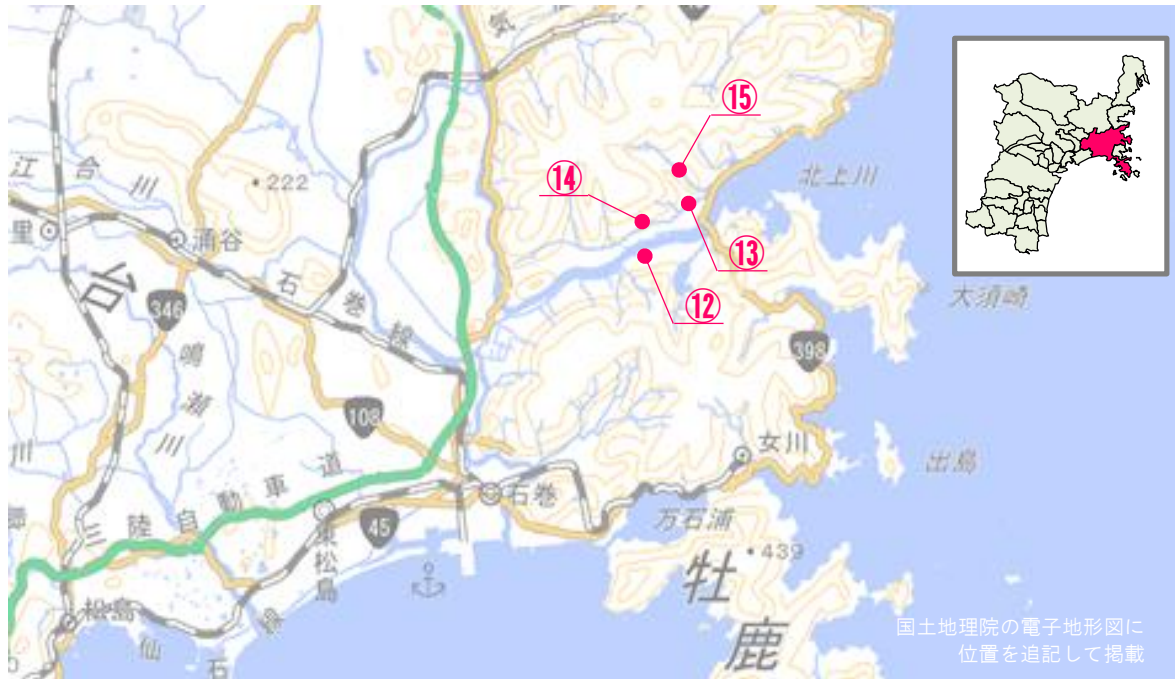 気
⑮
北上川
江合川
・222
⑭
里
涌谷
⑬
石巻線
大須崎
⑫
346
鳴瀬川
398
108
川
女川
出島
三陸自動車道
石巻
万石浦
45
東松島
・439
牡鹿
松島
仙石
国土地理院の電子地形図に
位置を追記して掲載